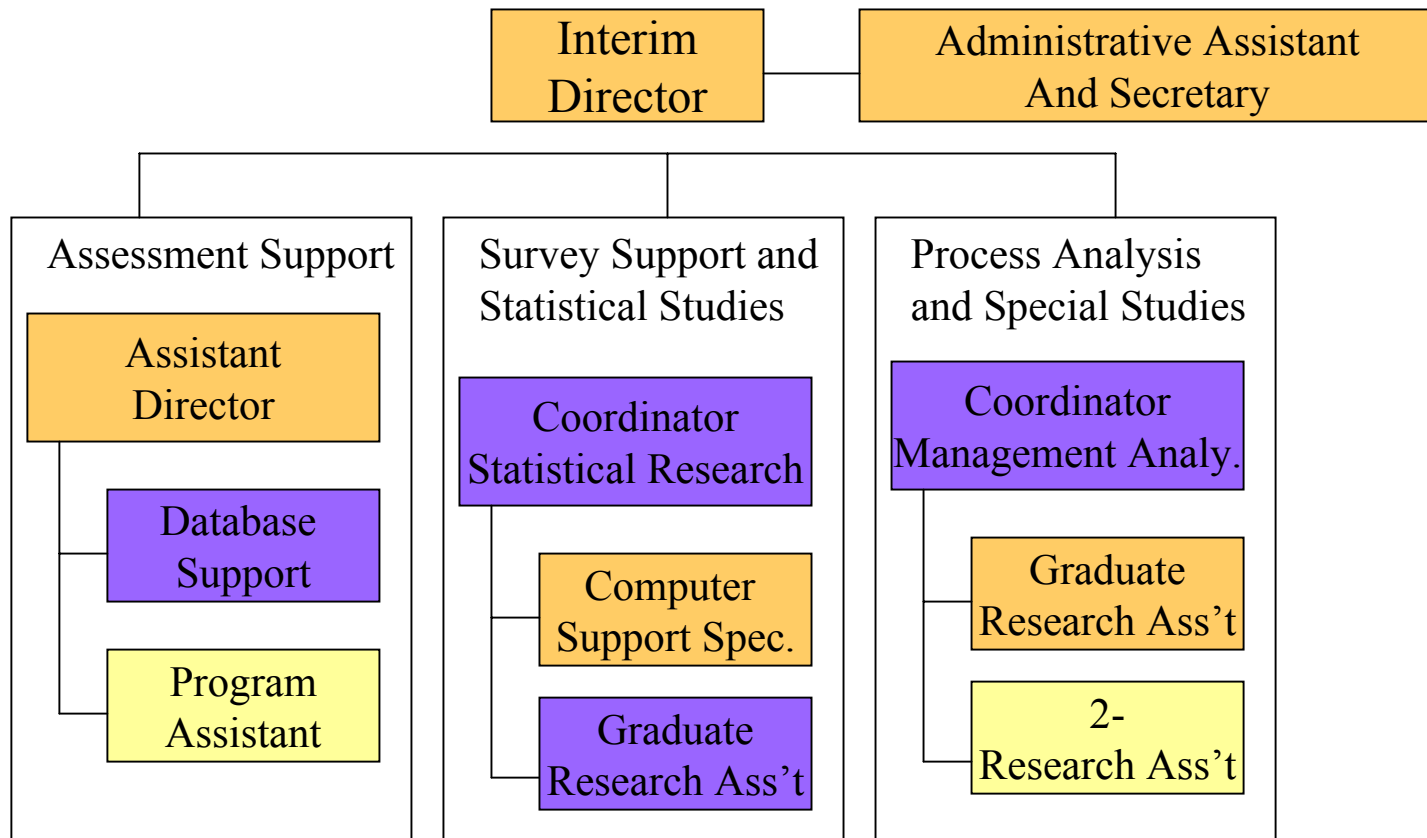 Interim
Director
Administrative Assistant
And Secretary
Assessment Support
Assistant
Director
Database
Support
Program
Assistant
Survey Support and
Statistical Studies
Coordinator
Statistical Research
Computer
Support Spec.
Graduate
Research Ass’t
Process Analysis
and Special Studies
Coordinator
Management Analy.
Graduate
Research Ass’t
2-
Research Ass’t